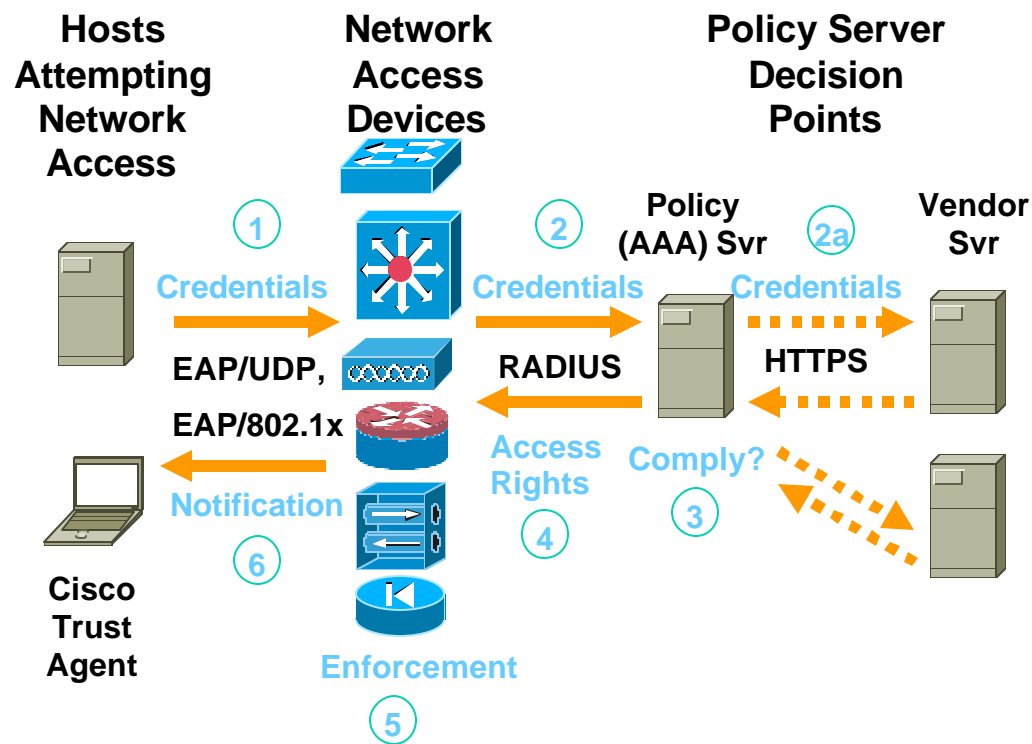 Hosts
Attempting
Network
Access
Network
Access
Devices
Policy Server
Decision
Points
1
Credentials
EAP/UDP,
EAP/802.1x
Notification
6
Cisco
Trust
Agent
2
Credentials
RADIUS
Access
Rights
4
Enforcement
5
Policy
(AAA) Svr
2a
Credentials
HTTPS
Vendor
Svr
Comply?
3